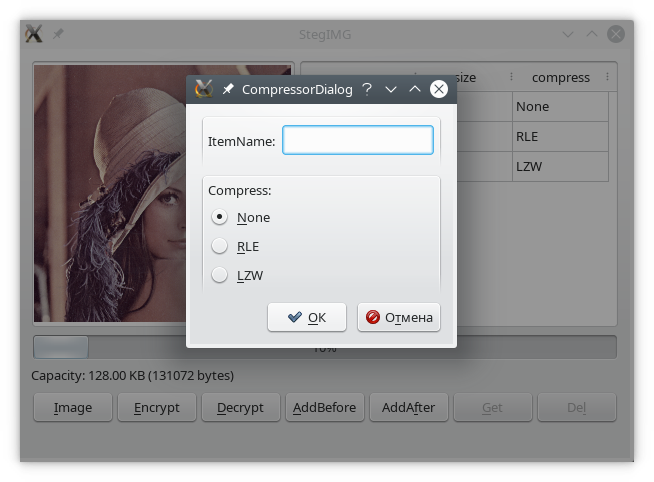 StegIMG
size compress
CompressorDialog
None
ItemName:
RLE
LZW
Compress:
None
RLE
LZW
ОК Отмена
10%
Capacity: 128.00 KB (131072 bytes)
Image Encrypt Decrypt AddBefore AddAfter Get Del